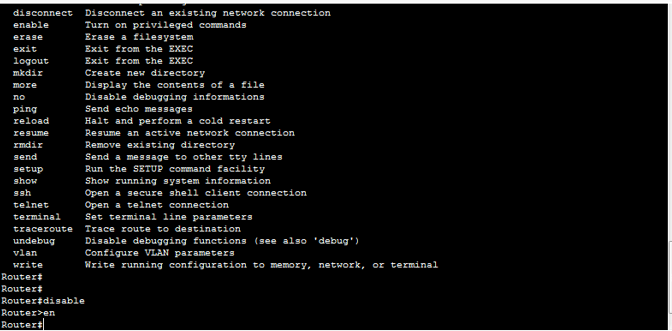 disconnect  Disconnect an existing network connection
enable      Turn on privileged commands
erase       Erase a filesystem
exit        Exit from the EXEC
logout      Exit from the EXEC
mkdir       Create new directory
more        Display the contents of a file
no          Disable debugging informations
ping        Send echo messages
reload      Halt and perform a cold restart
resume      Resume an active network connection
rmdir       Remove existing directory
send        Send a message to other tty lines
setup       Run the SETUP command facility
show        Show running system information
ssh         Open a secure shell client connection
telnet      Open a telnet connection
terminal    Set terminal line parameters
traceroute  Trace route to destination
undebug     Disable debugging functions (see also 'debug')
vlan        Configure VLAN parameters
write       Write running configuration to memory, network, or terminal
Router#
Router#
Router#disable
Router>en
Router#